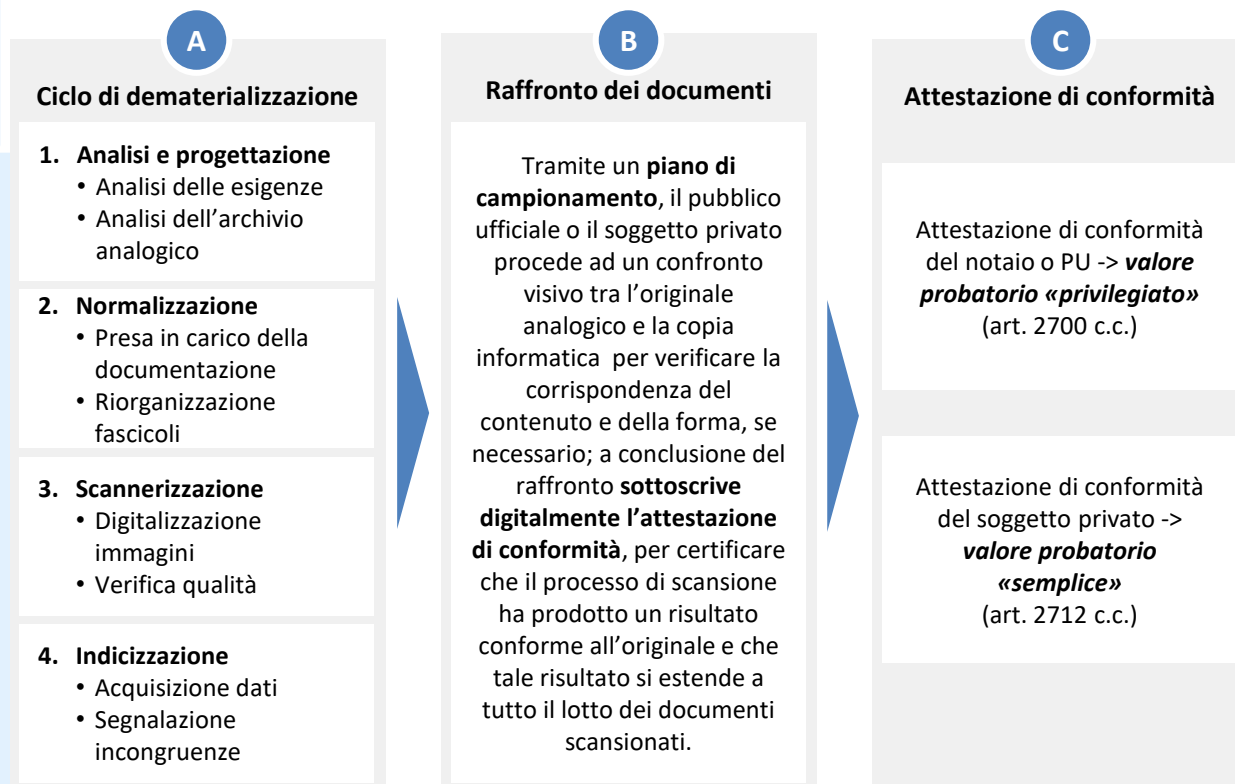 A
Ciclo di dematerializzazione
1. Analisi e progettazione
• Analisi delle esigenze
• Analisi dell’archivio
analogico
2. Normalizzazione
• Presa in carico della
documentazione
• Riorganizzazione
fascicoli
3. Scannerizzazione
• Digitalizzazione
immagini
• Verifica qualità
4. Indicizzazione
• Acquisizione dati
• Segnalazione
incongruenze
B
Raffronto dei documenti
Tramite un piano di
campionamento, il pubblico
ufficiale o il soggetto privato
procede ad un confronto
visivo tra l’originale
analogico e la copia
informatica per verificare la
corrispondenza del
contenuto e della forma, se
necessario; a conclusione del
raffronto sottoscrive
digitalmente l’attestazione
di conformità, per certificare
che il processo di scansione
ha prodotto un risultato
conforme all’originale e che
tale risultato si estende a
tutto il lotto dei documenti
scansionati.
C
Attestazione di conformità
Attestazione di conformità
del notaio o PU -> valore
probatorio «privilegiato»
(art. 2700 c.c.)
Attestazione di conformità
del soggetto privato ->
valore probatorio
«semplice»
(art. 2712 c.c.)